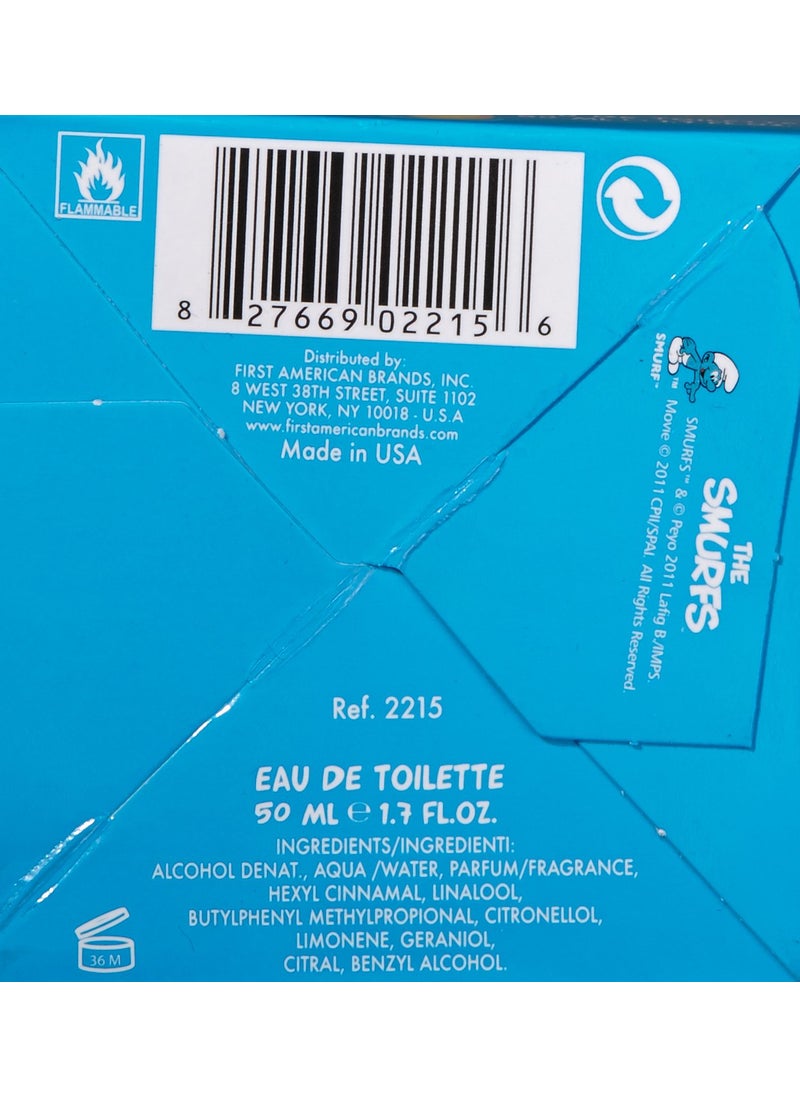 FLAMMABLE
8 27669 02215 6
Distributed by:
FIRST AMERICAN BRANDS, INC.
8 WEST 38TH STREET, SUITE 1102
NEW YORK, NY 10018 - U.S.A
www.firstamericanbrands.com
Made in USA
SMURF™
THE
SMURFS™
SMURFS™ & © Peyo 2011 Lafig B./IMPS.
Movie © 2011 CPII/SPAI. All Rights Reserved.
Ref. 2215
EAU DE TOILETTE
50 ML ℮ 1.7 FL.OZ.
INGREDIENTS/INGREDIENTI:
ALCOHOL DENAT., AQUA /WATER, PARFUM/FRAGRANCE,
HEXYL CINNAMAL, LINALOOL,
BUTYLPHENYL METHYLPROPIONAL, CITRONELLOL,
LIMONENE, GERANIOL,
CITRAL, BENZYL ALCOHOL.
36 M